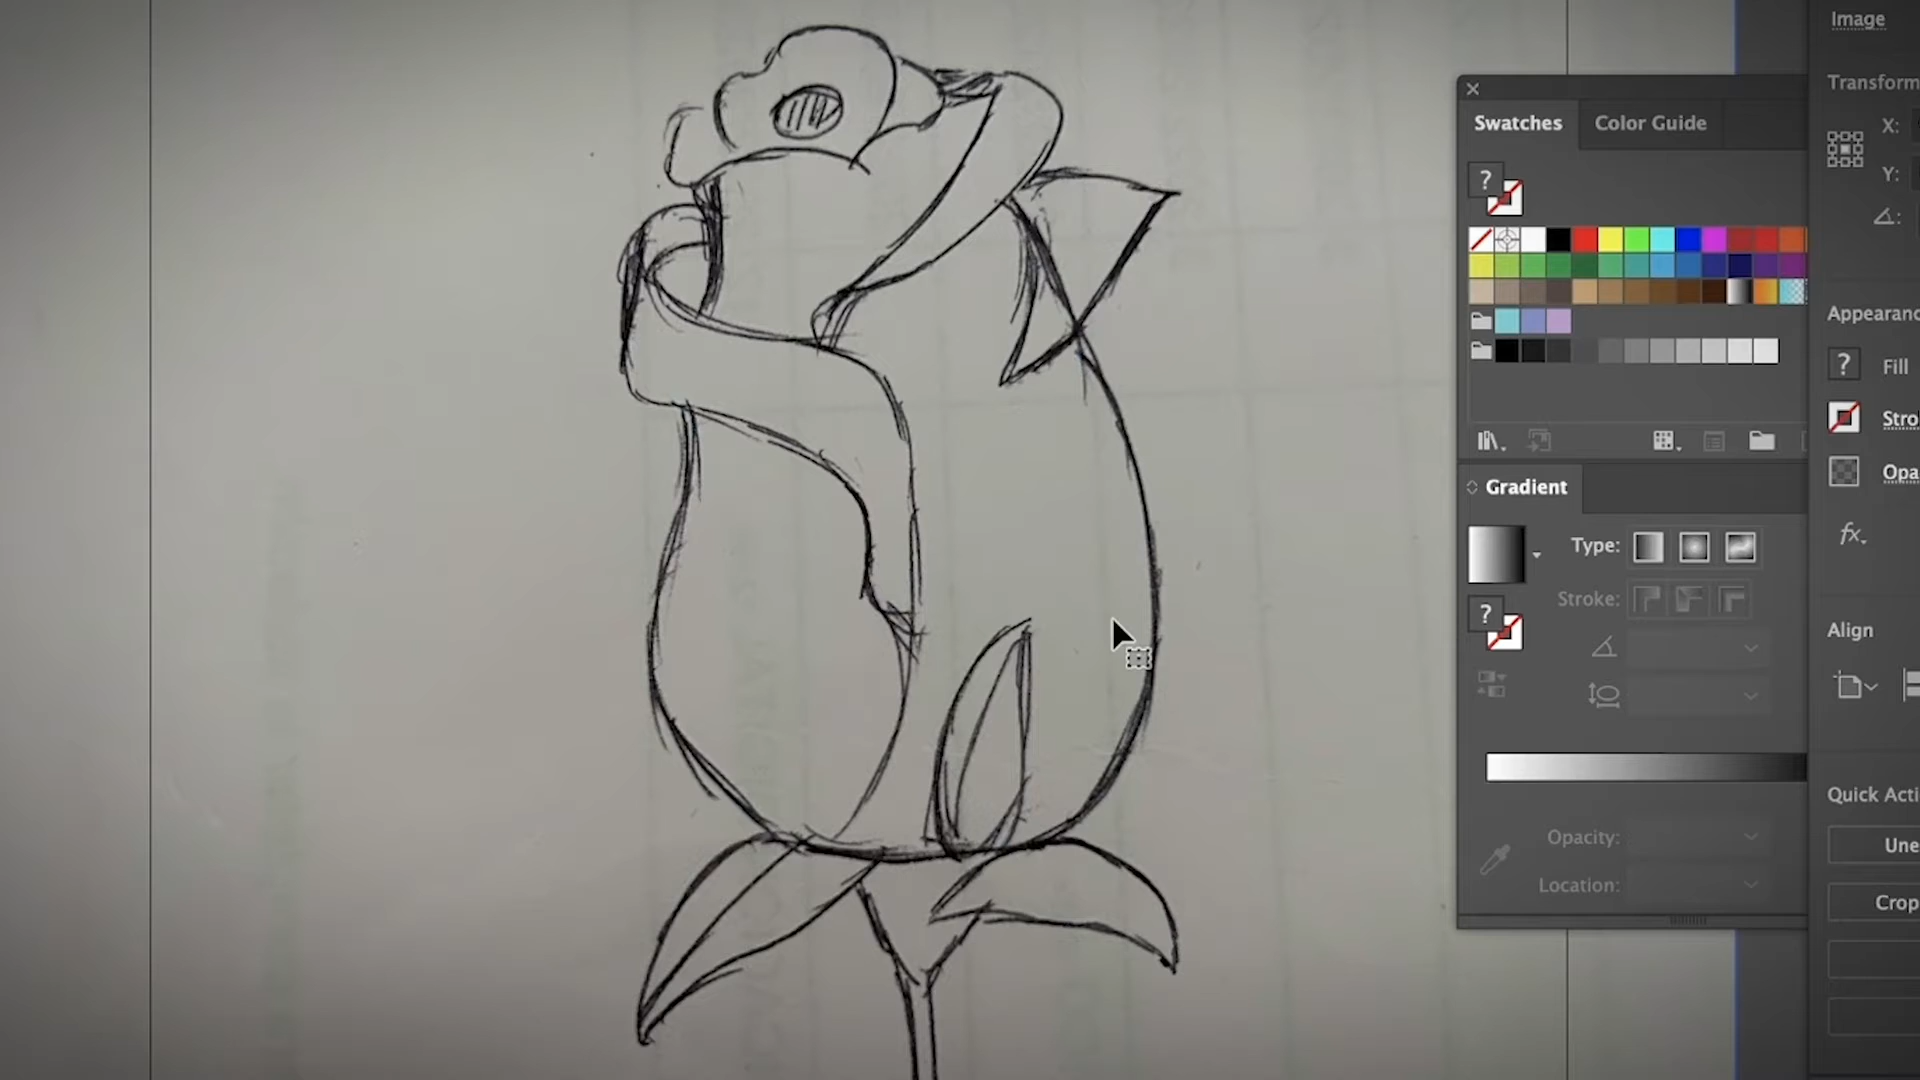 Image
Transform
X:
Y:
Swatches
Color Guide
?
Appearanc
?
Fill
Stro
Opa
fx
Gradient
Type:
Stroke:
?
Align
Quick Acti
Opacity:
Une
Location:
Crop